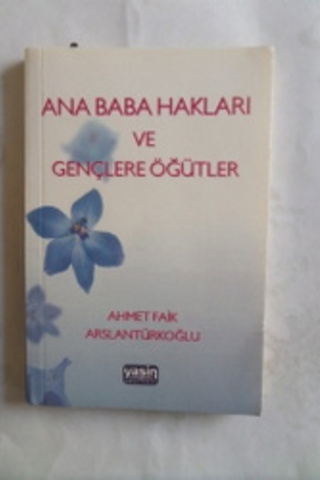 ANA BABA HAKLARI
VE
GENÇLERE ÖĞÜTLER
AHMET FAİK
ARSLANTÜRKOĞLU
yasin